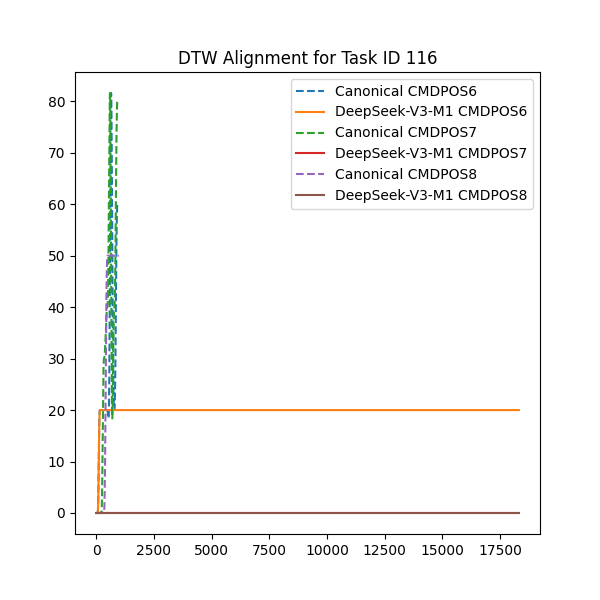 DTW Alignment for Task ID 116
Canonical CMDPOS6
DeepSeek-V3-M1 CMDPOS6
Canonical CMDPOS7
DeepSeek-V3-M1 CMDPOS7
Canonical CMDPOS8
DeepSeek-V3-M1 CMDPOS8
80
70
60
50
40
30
20
10
0
0 2500 5000 7500 10000 12500 15000 17500